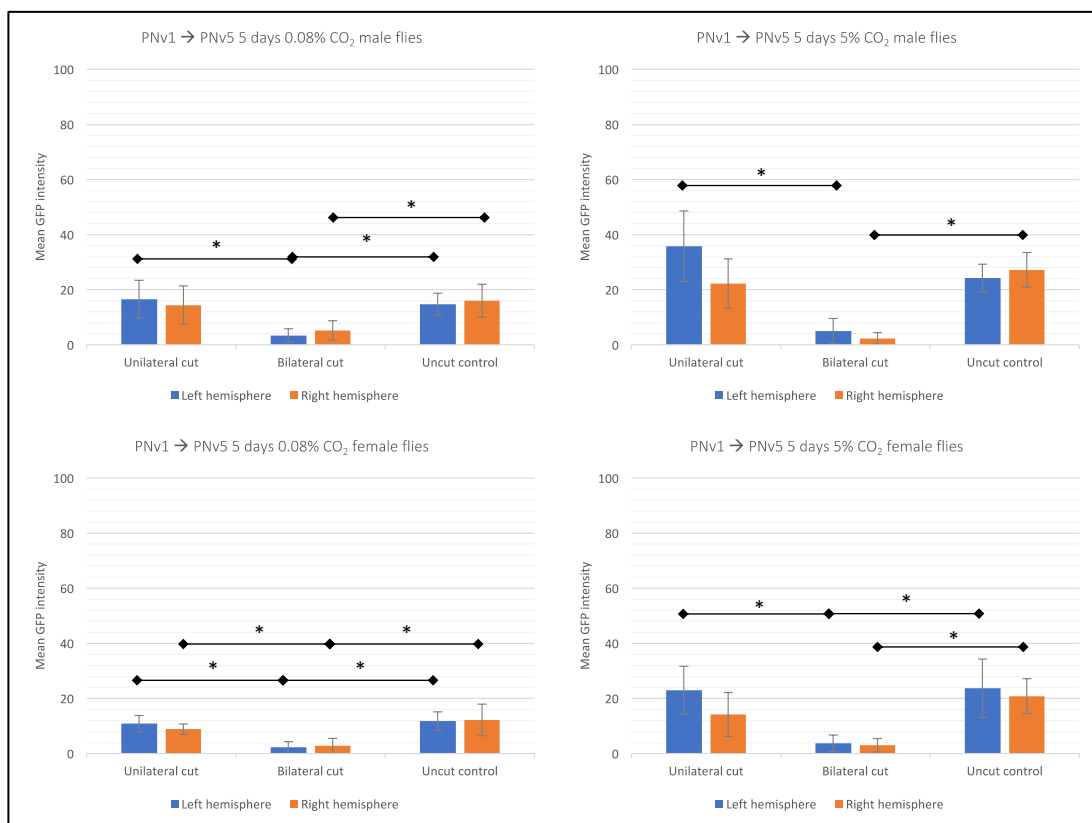 PNv1 → PNv5 5 days 0.08% CO₂ male flies
Mean GFP intensity
100
80
60
40
20
0
*
*
*
Unilateral cut Bilateral cut Uncut control
Left hemisphere Right hemisphere
PNv1 → PNv5 5 days 5% CO₂ male flies
Mean GFP intensity
100
80
60
40
20
0
*
*
Unilateral cut Bilateral cut Uncut control
Left hemisphere Right hemisphere
PNv1 → PNv5 5 days 0.08% CO₂ female flies
Mean GFP intensity
100
80
60
40
20
0
* *
* *
Unilateral cut Bilateral cut Uncut control
Left hemisphere Right hemisphere
PNv1 → PNv5 5 days 5% CO₂ female flies
Mean GFP intensity
100
80
60
40
20
0
* *
*
Unilateral cut Bilateral cut Uncut control
Left hemisphere Right hemisphere